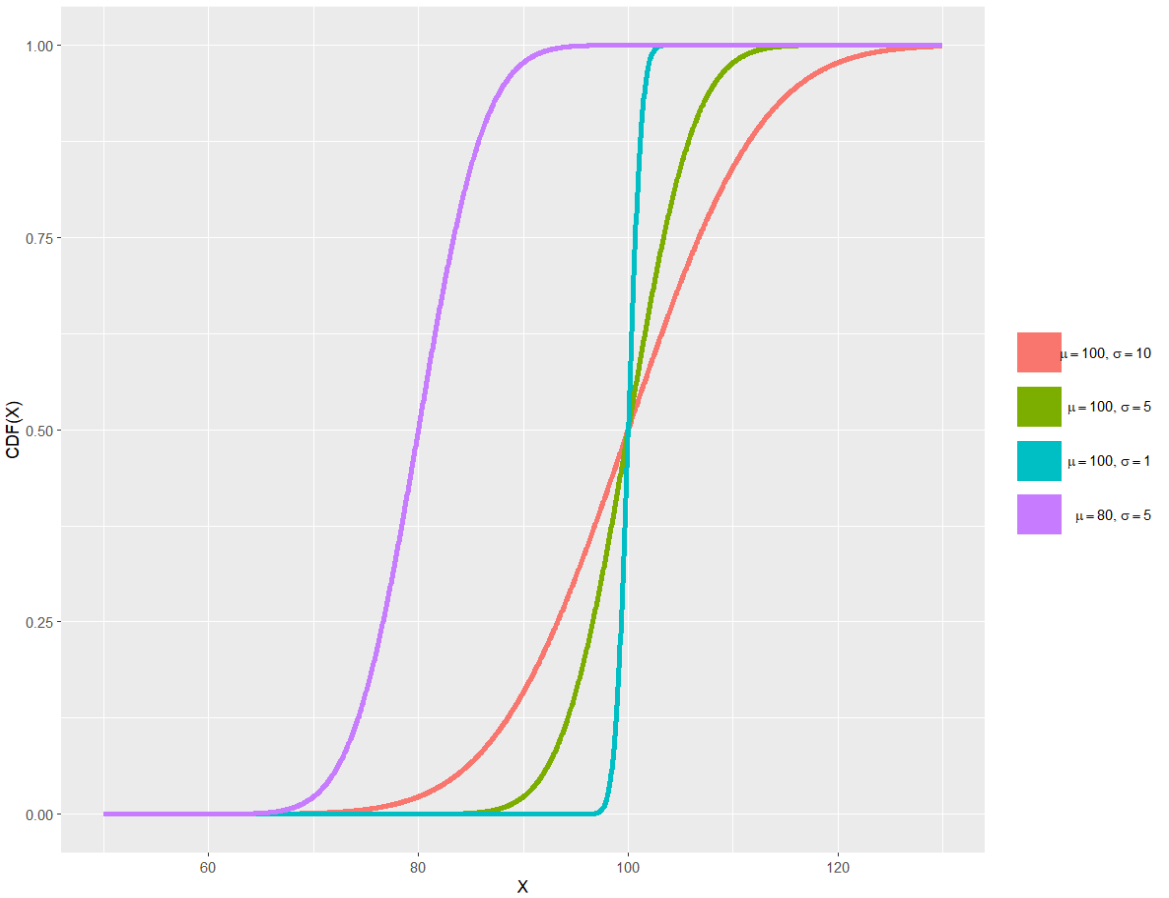 1.00
0.75
0.50
0.25
0.00
CDF(X)
60 80 100 120
X
μ = 100, σ = 10
μ = 100, σ = 5
μ = 100, σ = 1
μ = 80, σ = 5